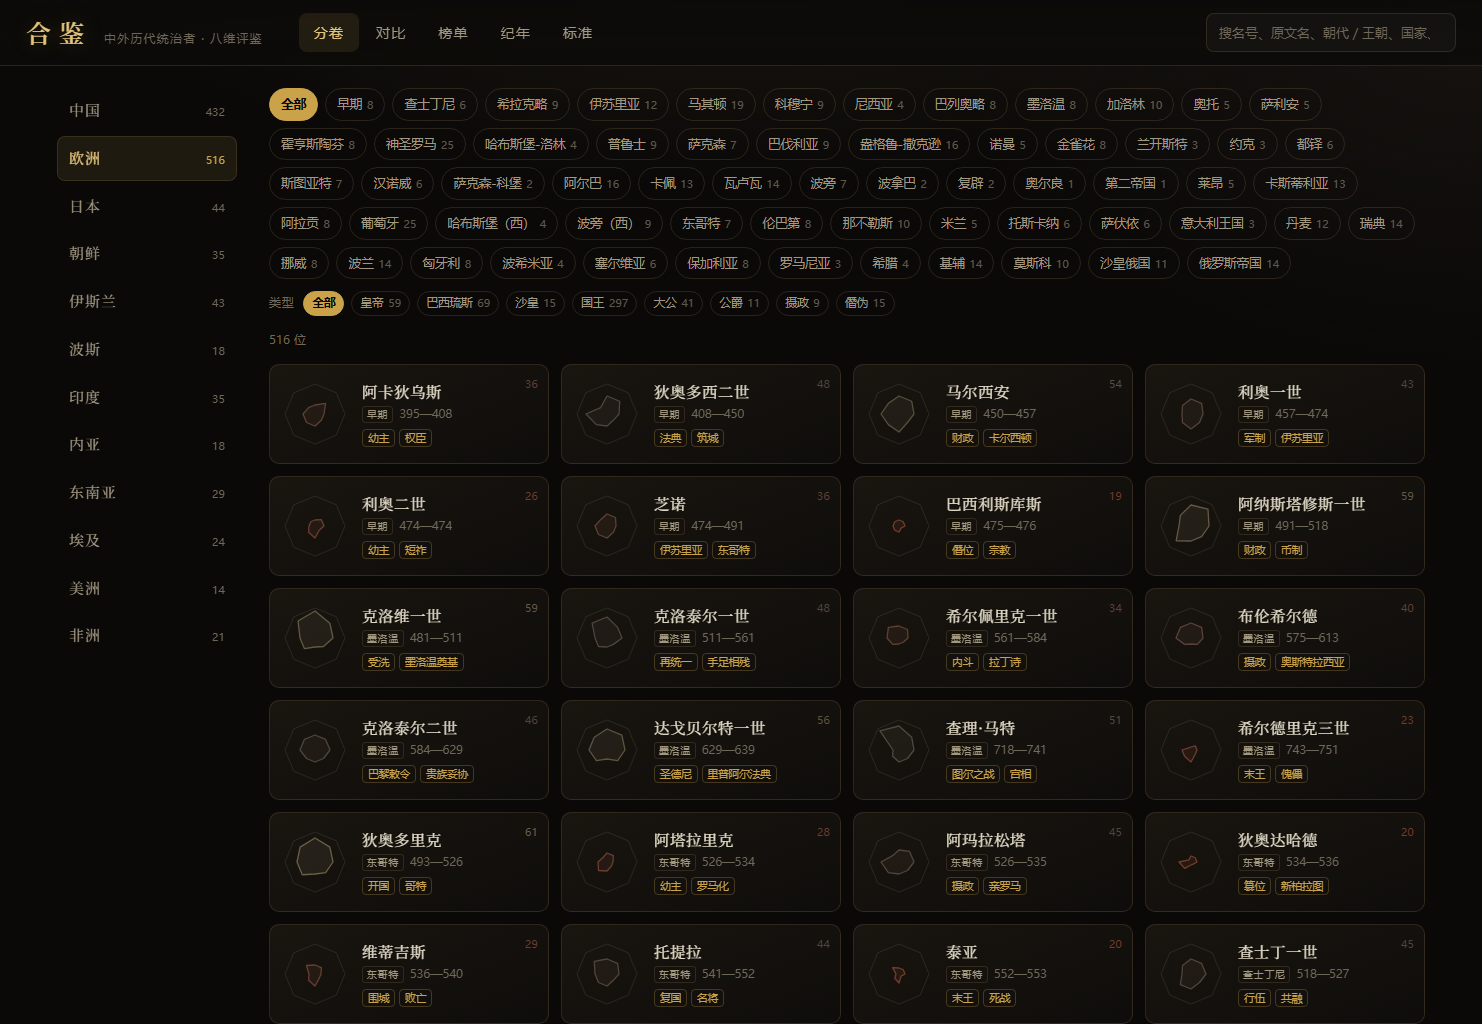 合鉴 中外历代统治者 · 八维评鉴 分卷 对比 榜单 纪年 标准 搜名号、原文名、朝代 / 王朝、国家、
中国 432
欧洲 516
日本 44
朝鲜 35
伊斯兰 43
波斯 18
印度 35
内亚 18
东南亚 29
埃及 24
美洲 14
非洲 21
全部 早期 8 查士丁尼 6 希拉克略 9 伊苏里亚 12 马其顿 19 科穆宁 9 尼西亚 4 巴列奥略 8 墨洛温 8 加洛林 10 奥托 5 萨利安 5
霍亨斯陶芬 8 神圣罗马 25 哈布斯堡-洛林 4 普鲁士 9 萨克森 7 巴伐利亚 9 盎格鲁-撒克逊 16 诺曼 5 金雀花 8 兰开斯特 3 约克 3 都铎 6
斯图亚特 7 汉诺威 6 萨克森-科堡 2 阿尔巴 16 卡佩 13 瓦卢瓦 14 波旁 7 波拿巴 2 复辟 2 奥尔良 1 第二帝国 1 莱昂 5 卡斯蒂利亚 13
阿拉贡 8 葡萄牙 25 哈布斯堡（西） 4 波旁（西） 9 东哥特 7 伦巴第 8 那不勒斯 10 米兰 5 托斯卡纳 6 萨伏依 6 意大利王国 3 丹麦 12 瑞典 14
挪威 8 波兰 14 匈牙利 8 波希米亚 4 塞尔维亚 6 保加利亚 8 罗马尼亚 3 希腊 4 基辅 14 莫斯科 10 沙皇俄国 11 俄罗斯帝国 14
类型 全部 皇帝 59 巴西琉斯 69 沙皇 15 国王 297 大公 41 公爵 11 摄政 9 僭伪 15
516 位
阿卡狄乌斯 36
早期 395—408
幼主 权臣
狄奥多西二世 48
早期 408—450
法典 筑城
马尔西安 54
早期 450—457
财政 卡尔西顿
利奥一世 43
早期 457—474
军制 伊苏里亚
利奥二世 26
早期 474—474
幼主 短祚
芝诺 36
早期 474—491
伊苏里亚 东哥特
巴西利斯库斯 19
早期 475—476
僭位 宗教
阿纳斯塔修斯一世 59
早期 491—518
财政 币制
克洛维一世 59
墨洛温 481—511
受洗 墨洛温奠基
克洛泰尔一世 48
墨洛温 511—561
再统一 手足相残
希尔佩里克一世 34
墨洛温 561—584
内斗 拉丁诗
布伦希尔德 40
墨洛温 575—613
摄政 奥斯特拉西亚
克洛泰尔二世 46
墨洛温 584—629
巴黎敕令 贵族妥协
达戈贝尔特一世 56
墨洛温 629—639
圣德尼 里普阿尔法典
查理·马特 51
墨洛温 718—741
图尔之战 宫相
希尔德里克三世 23
墨洛温 743—751
末王 傀儡
狄奥多里克 61
东哥特 493—526
开国 哥特
阿塔拉里克 28
东哥特 526—534
幼主 罗马化
阿玛拉松塔 45
东哥特 526—535
摄政 亲罗马
狄奥达哈德 20
东哥特 534—536
篡位 新柏拉图
维蒂吉斯 29
东哥特 536—540
围城 败亡
托提拉 44
东哥特 541—552
复国 名将
泰亚 20
东哥特 552—553
末王 死战
查士丁一世 45
查士丁尼 518—527
行伍 共融